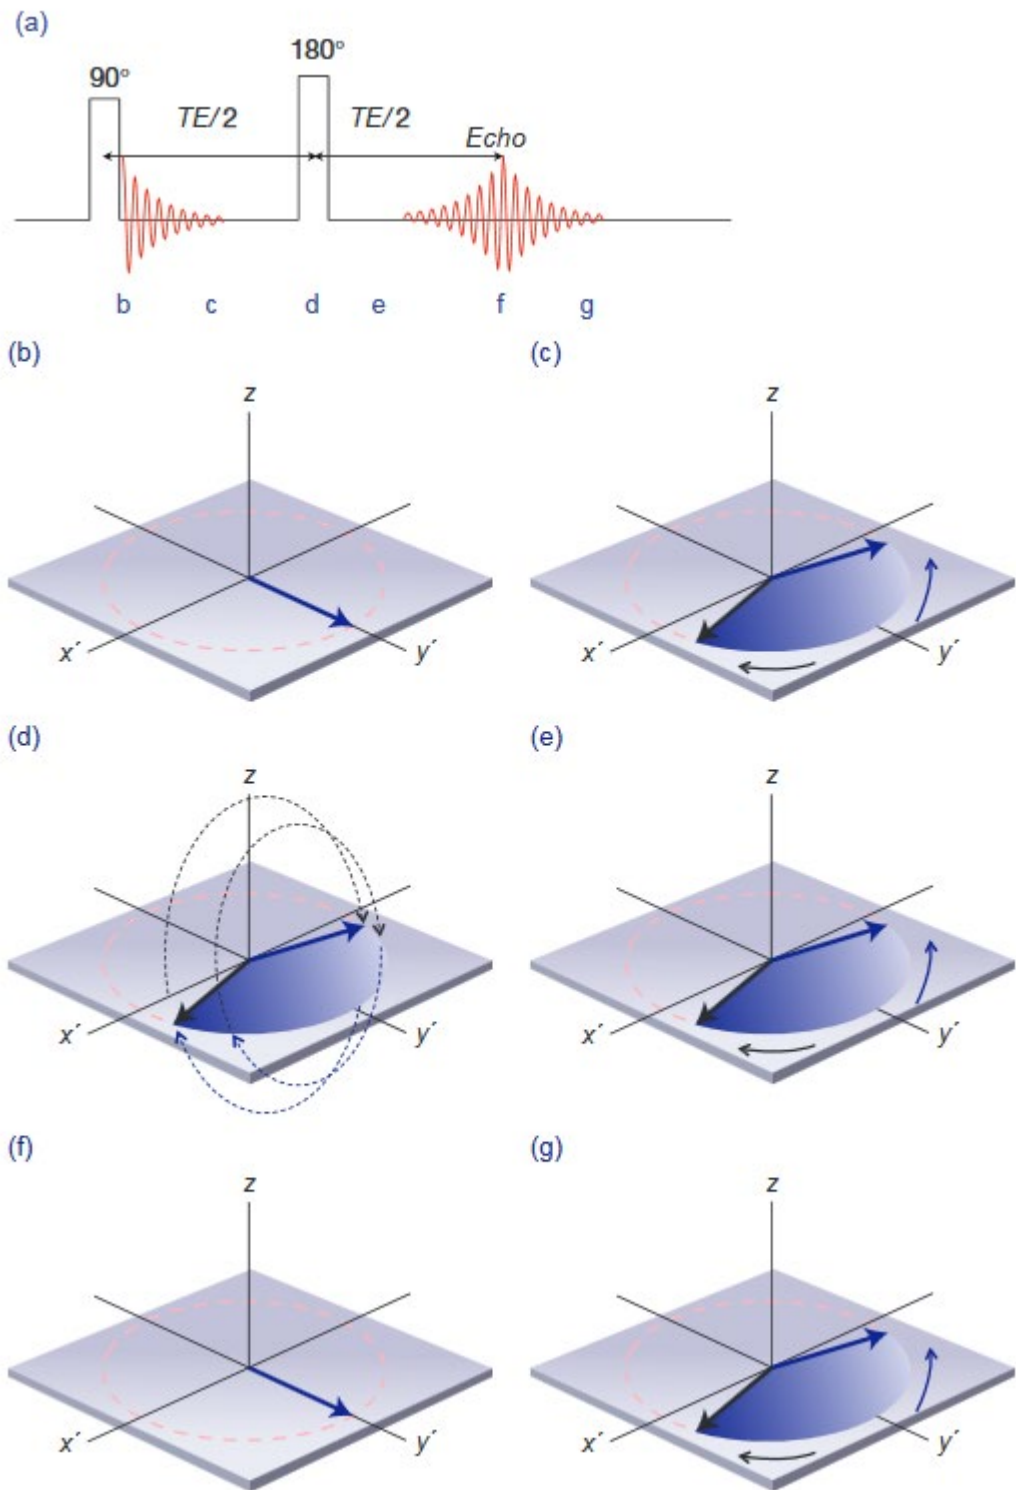 (a)
90°
180°
TE/2
TE/2
Echo
b c d e f g
(b)
(c)
z
x´
y´
z
x´
y´
(d)
(e)
z
x´
y´
z
x´
y´
(f)
(g)
z
x´
y´
z
x´
y´